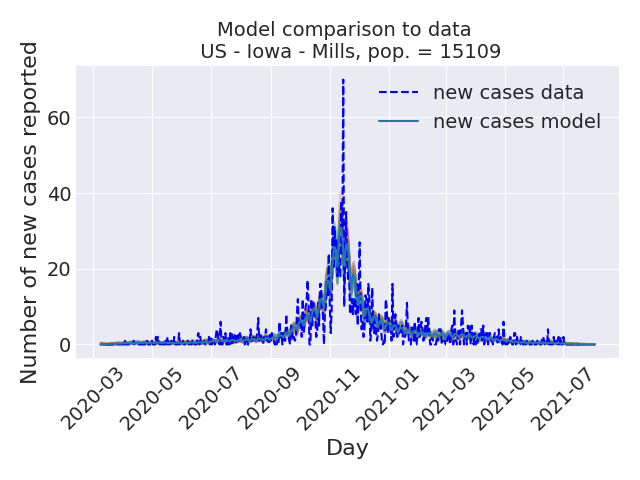 Model comparison to data
US - Iowa - Mills, pop. = 15109
Number of new cases reported
60
40
20
0
new cases data
new cases model
2020-03
2020-05
2020-07
2020-09
2020-11
2021-01
2021-03
2021-05
2021-07
Day